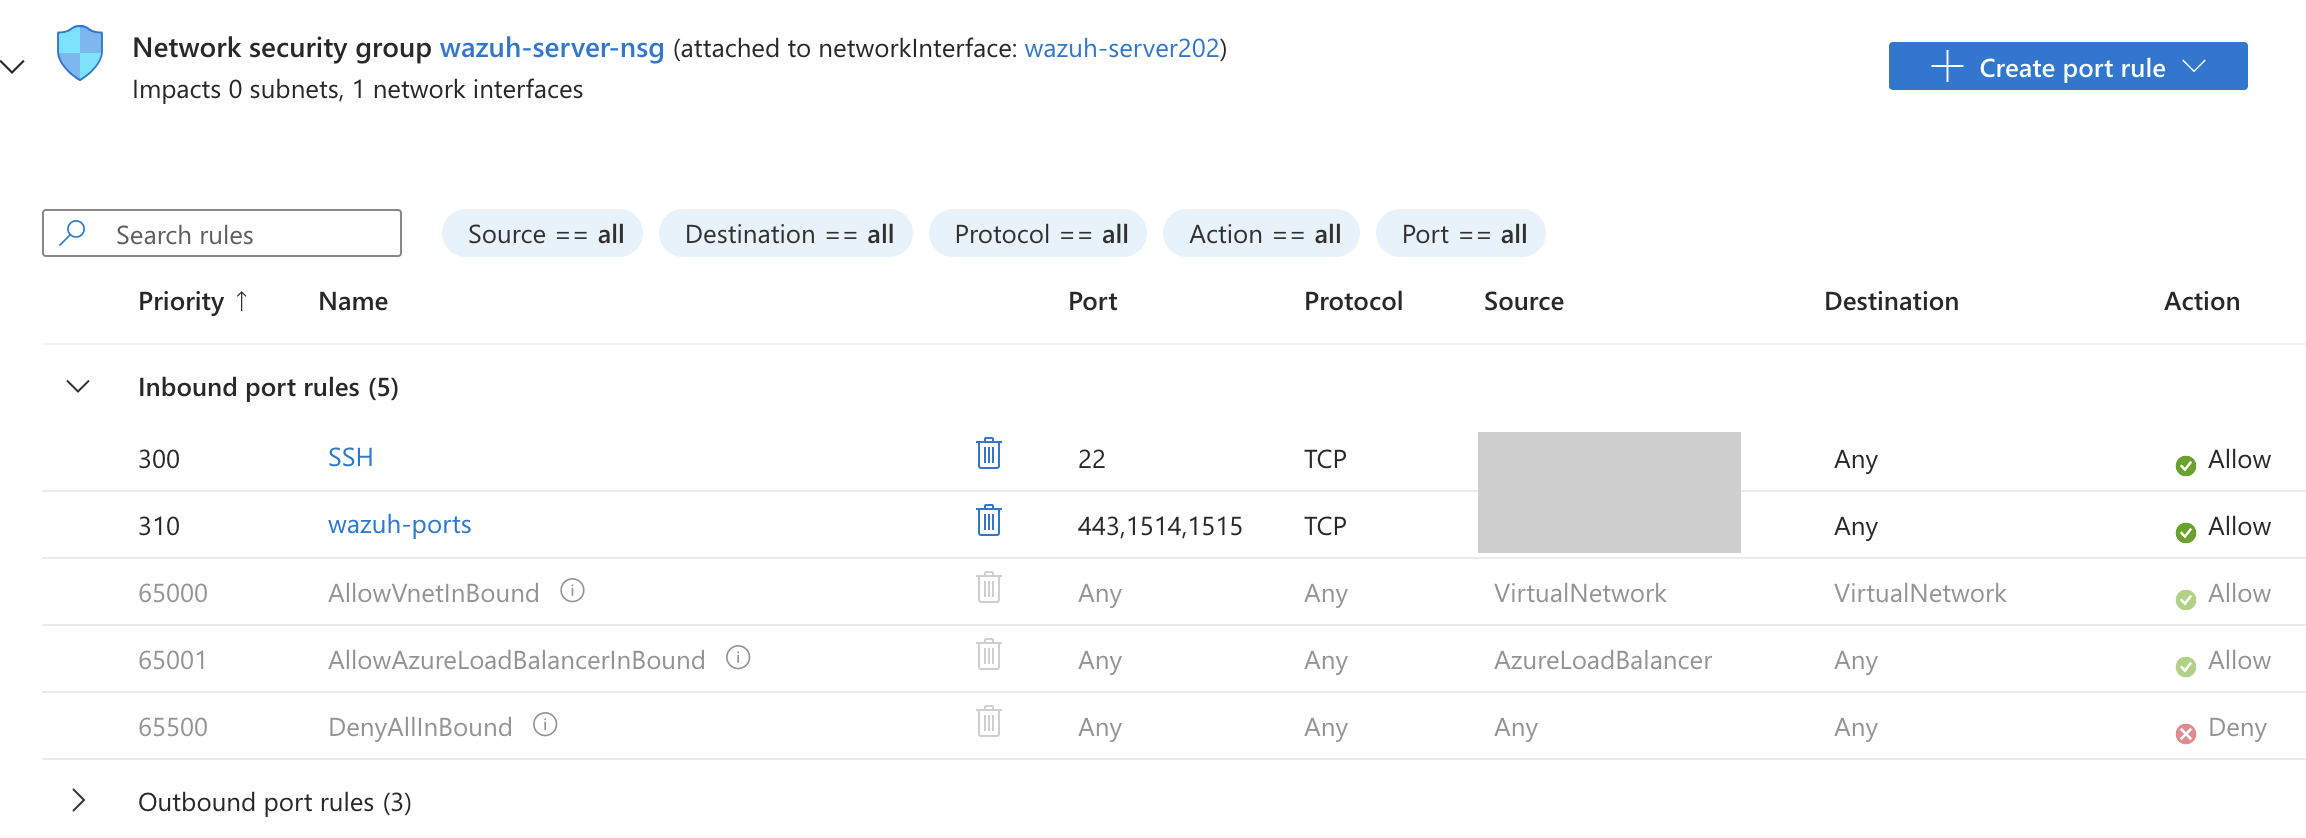 Network security group wazuh-server-nsg (attached to networkInterface: wazuh-server202)
Impacts 0 subnets, 1 network interfaces
Create port rule
Search rules
Source == all
Destination == all
Protocol == all
Action == all
Port == all
Priority ↑ Name Port Protocol Source Destination Action
Inbound port rules (5)
300 SSH 22 TCP Any Allow
310 wazuh-ports 443,1514,1515 TCP Any Allow
65000 AllowVnetInBound Any Any VirtualNetwork VirtualNetwork Allow
65001 AllowAzureLoadBalancerInBound Any Any AzureLoadBalancer Any Allow
65500 DenyAllInBound Any Any Any Any Deny
Outbound port rules (3)